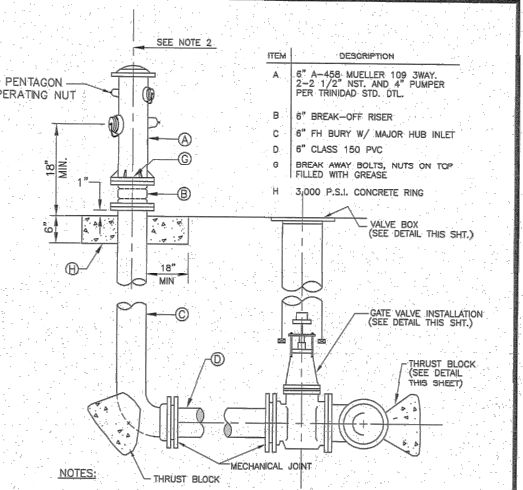 SEE NOTE 2
PENTAGON
PERATING NUT
A
G
B
18"
MIN.
1"
6"
H
18"
MIN
C
D
ITEM DESCRIPTION
A 6" A-458 MUELLER 109 3WAY.
2-2 1/2" NST. AND 4" PUMPER
PER TRINIDAD STD. DTL.
B 6" BREAK-OFF RISER
C 6" FH BURY W/ MAJOR HUB INLET
D 6" CLASS 150 PVC
G BREAK AWAY BOLTS, NUTS ON TOP
FILLED WITH GREASE
H 3,000 P.S.I. CONCRETE RING
VALVE BOX
(SEE DETAIL THIS SHT.)
GATE VALVE INSTALLATION
(SEE DETAIL THIS SHT.)
THRUST BLOCK
(SEE DETAIL
THIS SHEET)
MECHANICAL JOINT
THRUST BLOCK
NOTES: